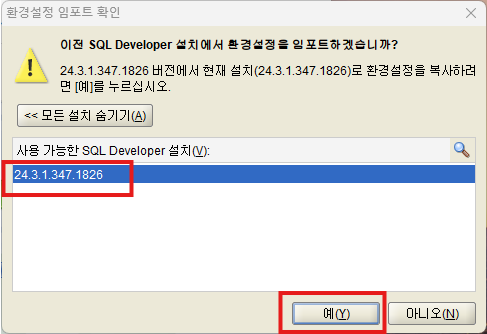 환경설정 임포트 확인
이전 SQL Developer 설치에서 환경설정을 임포트하겠습니까?
24.3.1.347.1826 버전에서 현재 설치(24.3.1.347.1826)로 환경설정을 복사하려
면 [예]를 누르십시오.
<< 모든 설치 숨기기(A)
사용 가능한 SQL Developer 설치(V):
24.3.1.347.1826
예(Y)
아니오(N)